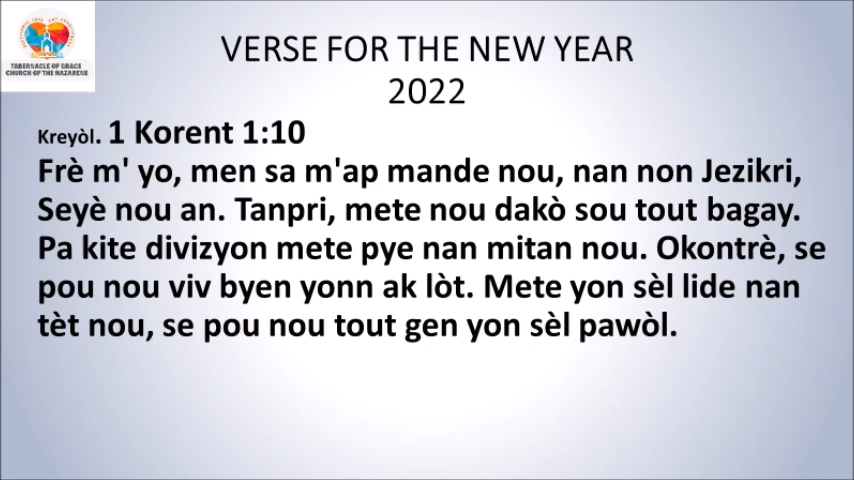 TABERNACLE OF GRACE
CHURCH OF THE NAZARENE
VERSE FOR THE NEW YEAR
2022
Kreyòl. 1 Korent 1:10
Frè m' yo, men sa m'ap mande nou, nan non Jezikri,
Seyè nou an. Tanpri, mete nou dakò sou tout bagay.
Pa kite divizyon mete pye nan mitan nou. Okontrè, se
pou nou viv byen yonn ak lòt. Mete yon sèl lide nan
tèt nou, se pou nou tout gen yon sèl pawòl.